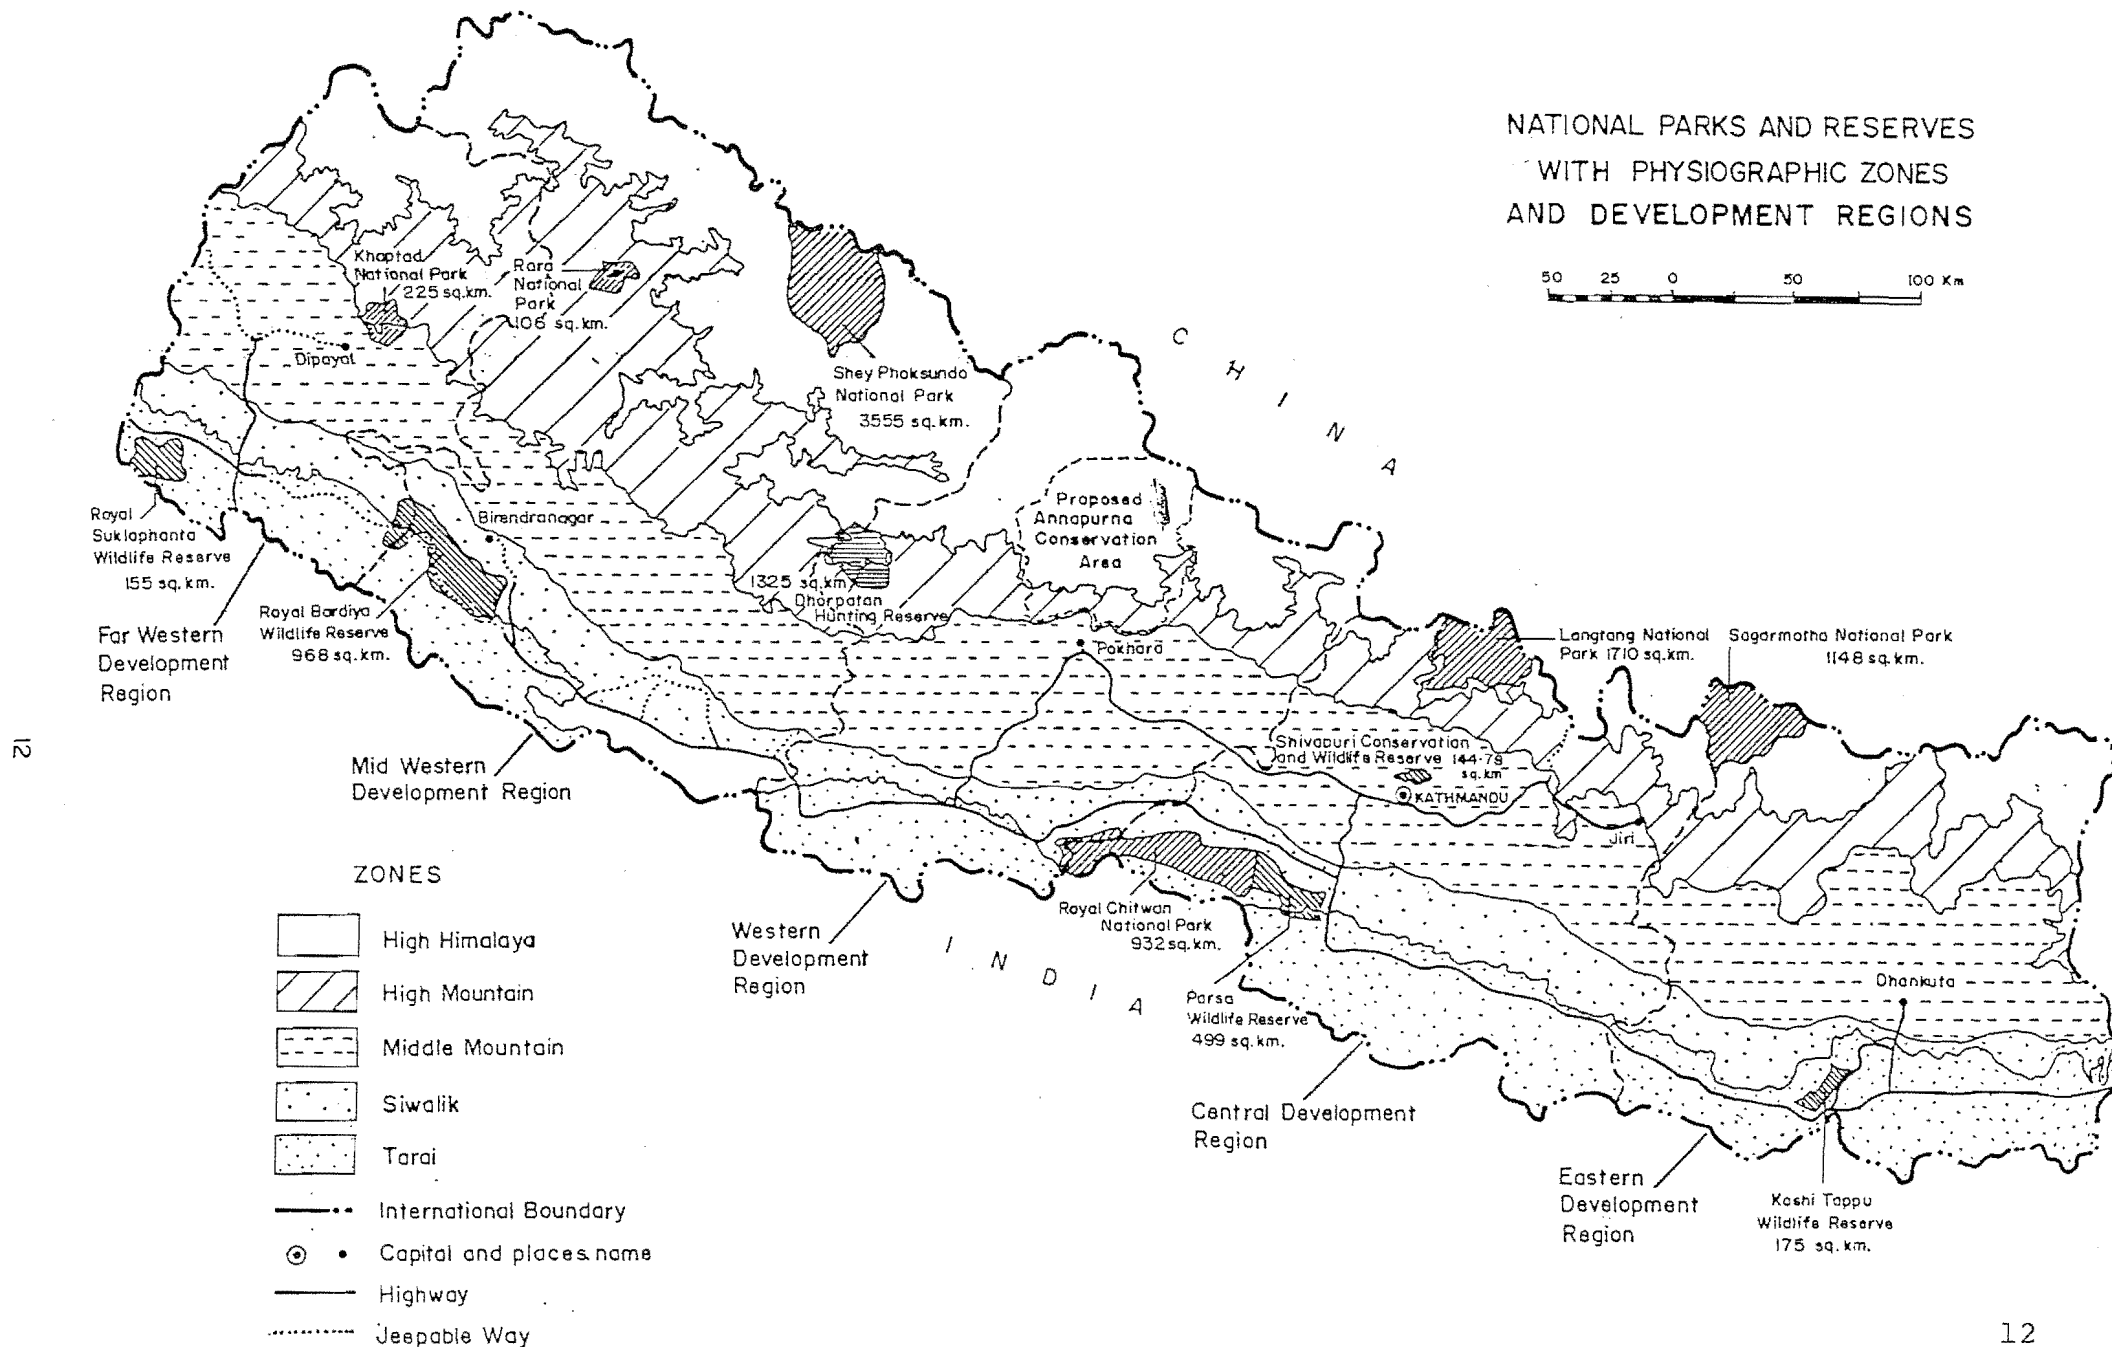 NATIONAL PARKS AND RESERVES
WITH PHYSIOGRAPHIC ZONES
AND DEVELOPMENT REGIONS
50 25 0 50 100 Km
CHINA
Khaptad
National Park
225 sq.km.
Rara
National
Park
106 sq.km.
Dipayal
Shey Phoksundo
National Park
3555 sq.km.
Royal
Suklaphanta
Wildlife Reserve
155 sq.km.
Birendranagar
Proposed
Annapurna
Conservation
Area
1325 sq.km
Dhorpatan
Hunting Reserve
Royal Bardiya
Wildlife Reserve
968 sq.km.
Far Western
Development
Region
Pokhara
Langtang National
Park 1710 sq.km.
Sagarmatha National Park
1148 sq.km.
12
Mid Western
Development Region
Shivapuri Conservation
and Wildlife Reserve 144.79
sq.km
KATHMANDU
Jiri
Royal Chitwan
National Park
932 sq.km.
Western
Development
Region
INDIA
Parsa
Wildlife Reserve
499 sq.km.
Dhankuta
Central Development
Region
Eastern
Development
Region
Koshi Tappu
Wildlife Reserve
175 sq.km.
ZONES
High Himalaya
High Mountain
Middle Mountain
Siwalik
Tarai
International Boundary
Capital and places name
Highway
Jeepable Way
12